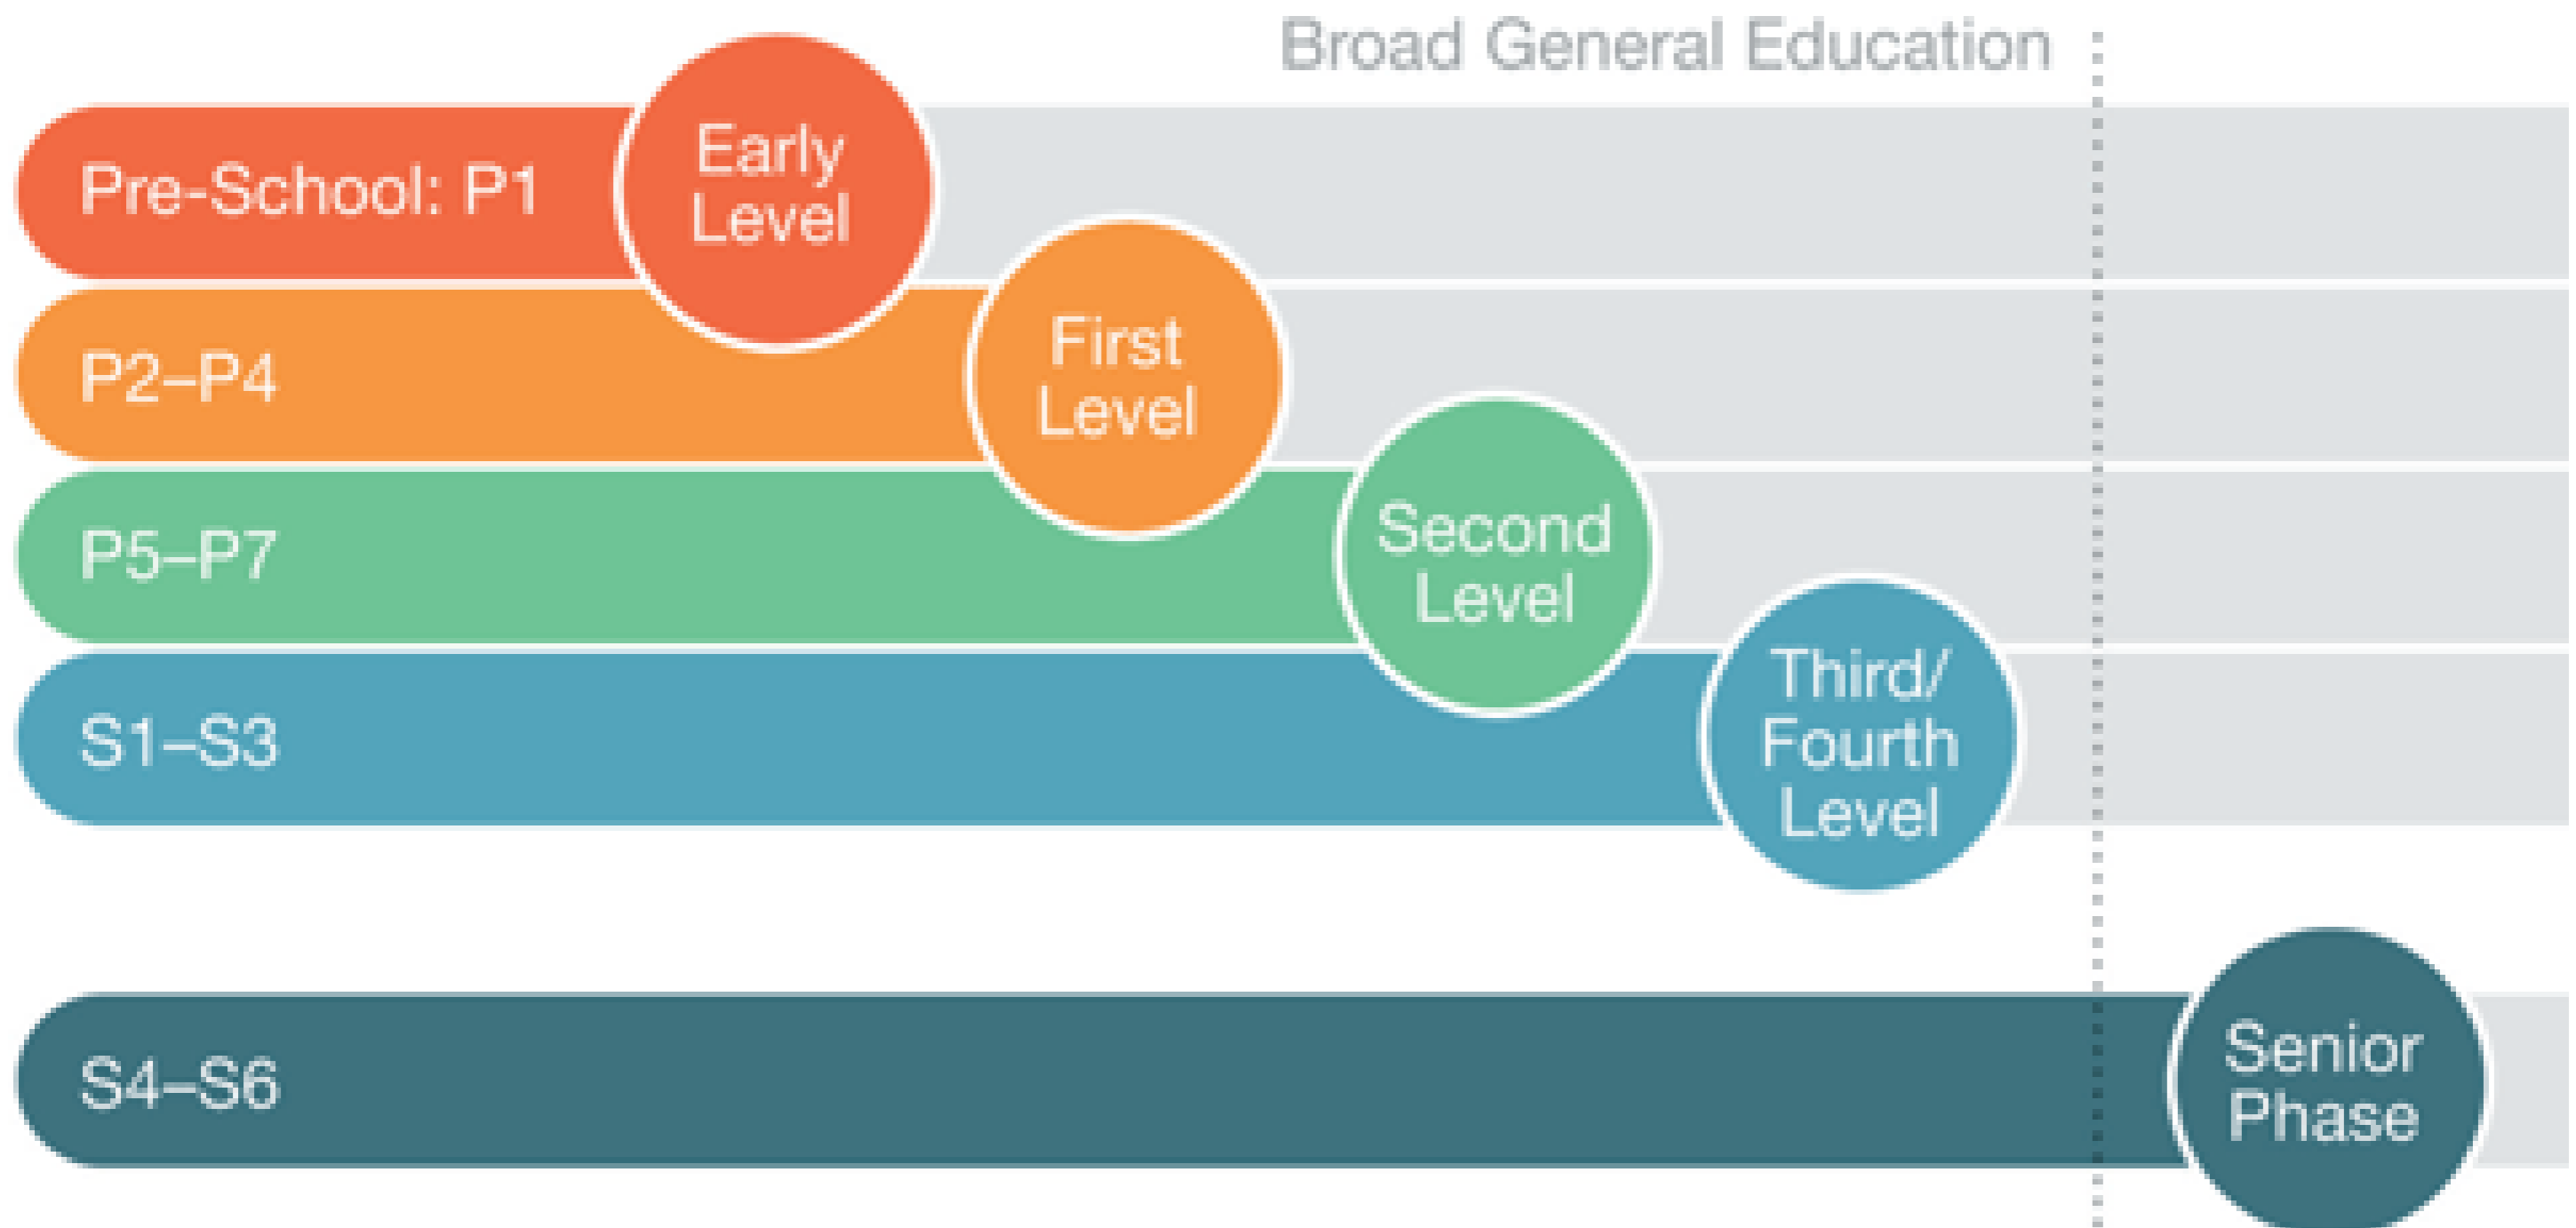 Broad General Education
Pre-School: P1
Early
Level
P2–P4
First
Level
P5–P7
Second
Level
S1–S3
Third/
Fourth
Level
S4–S6
Senior
Phase